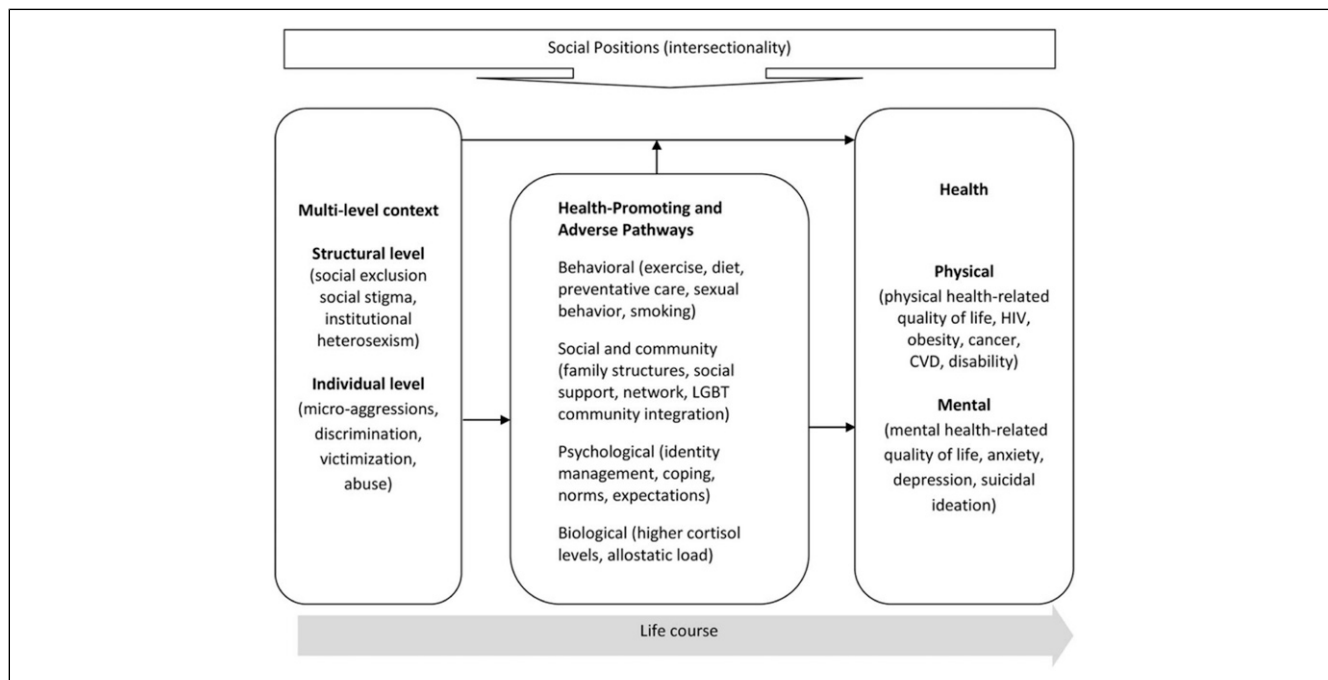 Social Positions (intersectionality)
Multi-level context
Structural level
(social exclusion
social stigma,
institutional
heterosexism)
Individual level
(micro-aggressions,
discrimination,
victimization,
abuse)
Health-Promoting and
Adverse Pathways
Behavioral (exercise, diet,
preventative care, sexual
behavior, smoking)
Social and community
(family structures, social
support, network, LGBT
community integration)
Psychological (identity
management, coping,
norms, expectations)
Biological (higher cortisol
levels, allostatic load)
Health
Physical
(physical health-related
quality of life, HIV,
obesity, cancer,
CVD, disability)
Mental
(mental health-related
quality of life, anxiety,
depression, suicidal
ideation)
Life course